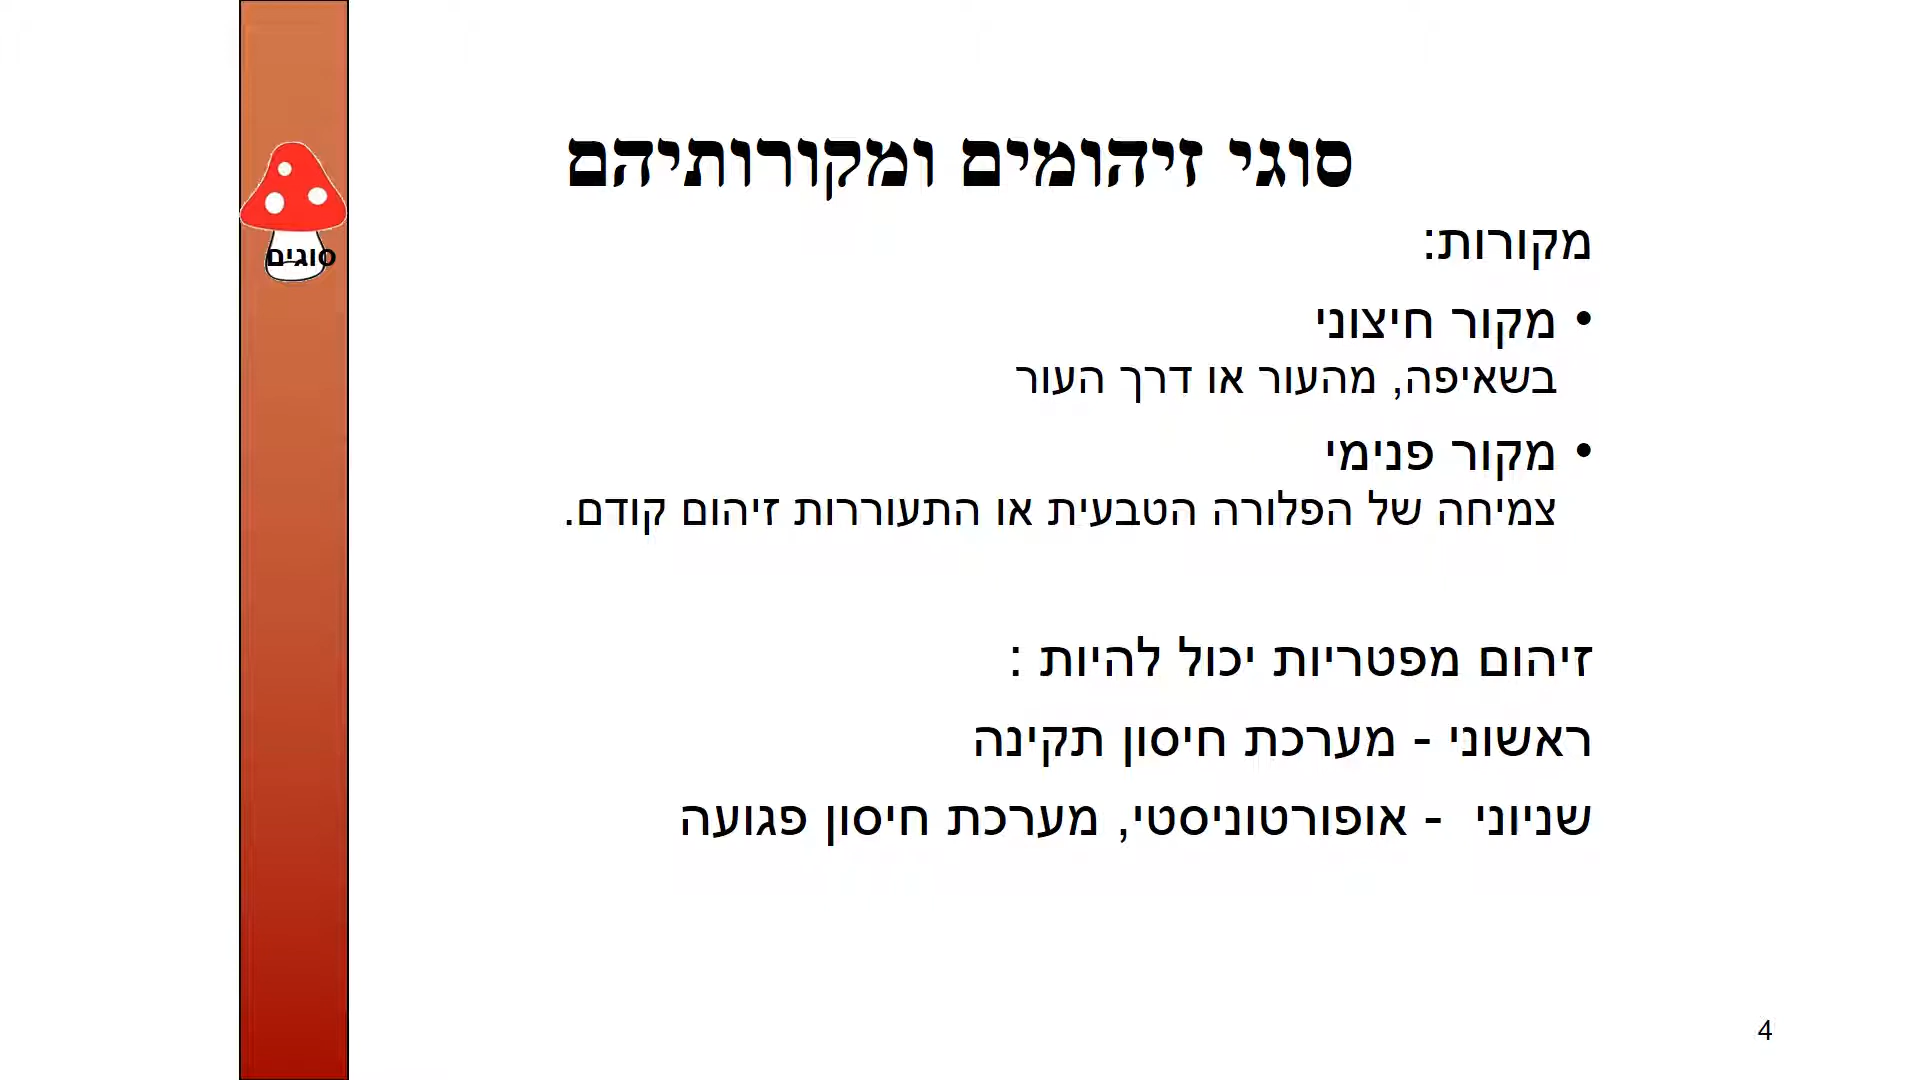 סוגי זיהומים ומקורותיהם
מקורות:
• מקור חיצוני
בשאיפה, מהעור או דרך העור
• מקור פנימי
צמיחה של הפלורה הטבעית או התעוררות זיהום קודם.
זיהום מפטריות יכול להיות :
ראשוני - מערכת חיסון תקינה
שניוני - אופורטוניסטי, מערכת חיסון פגועה
סוגים
4